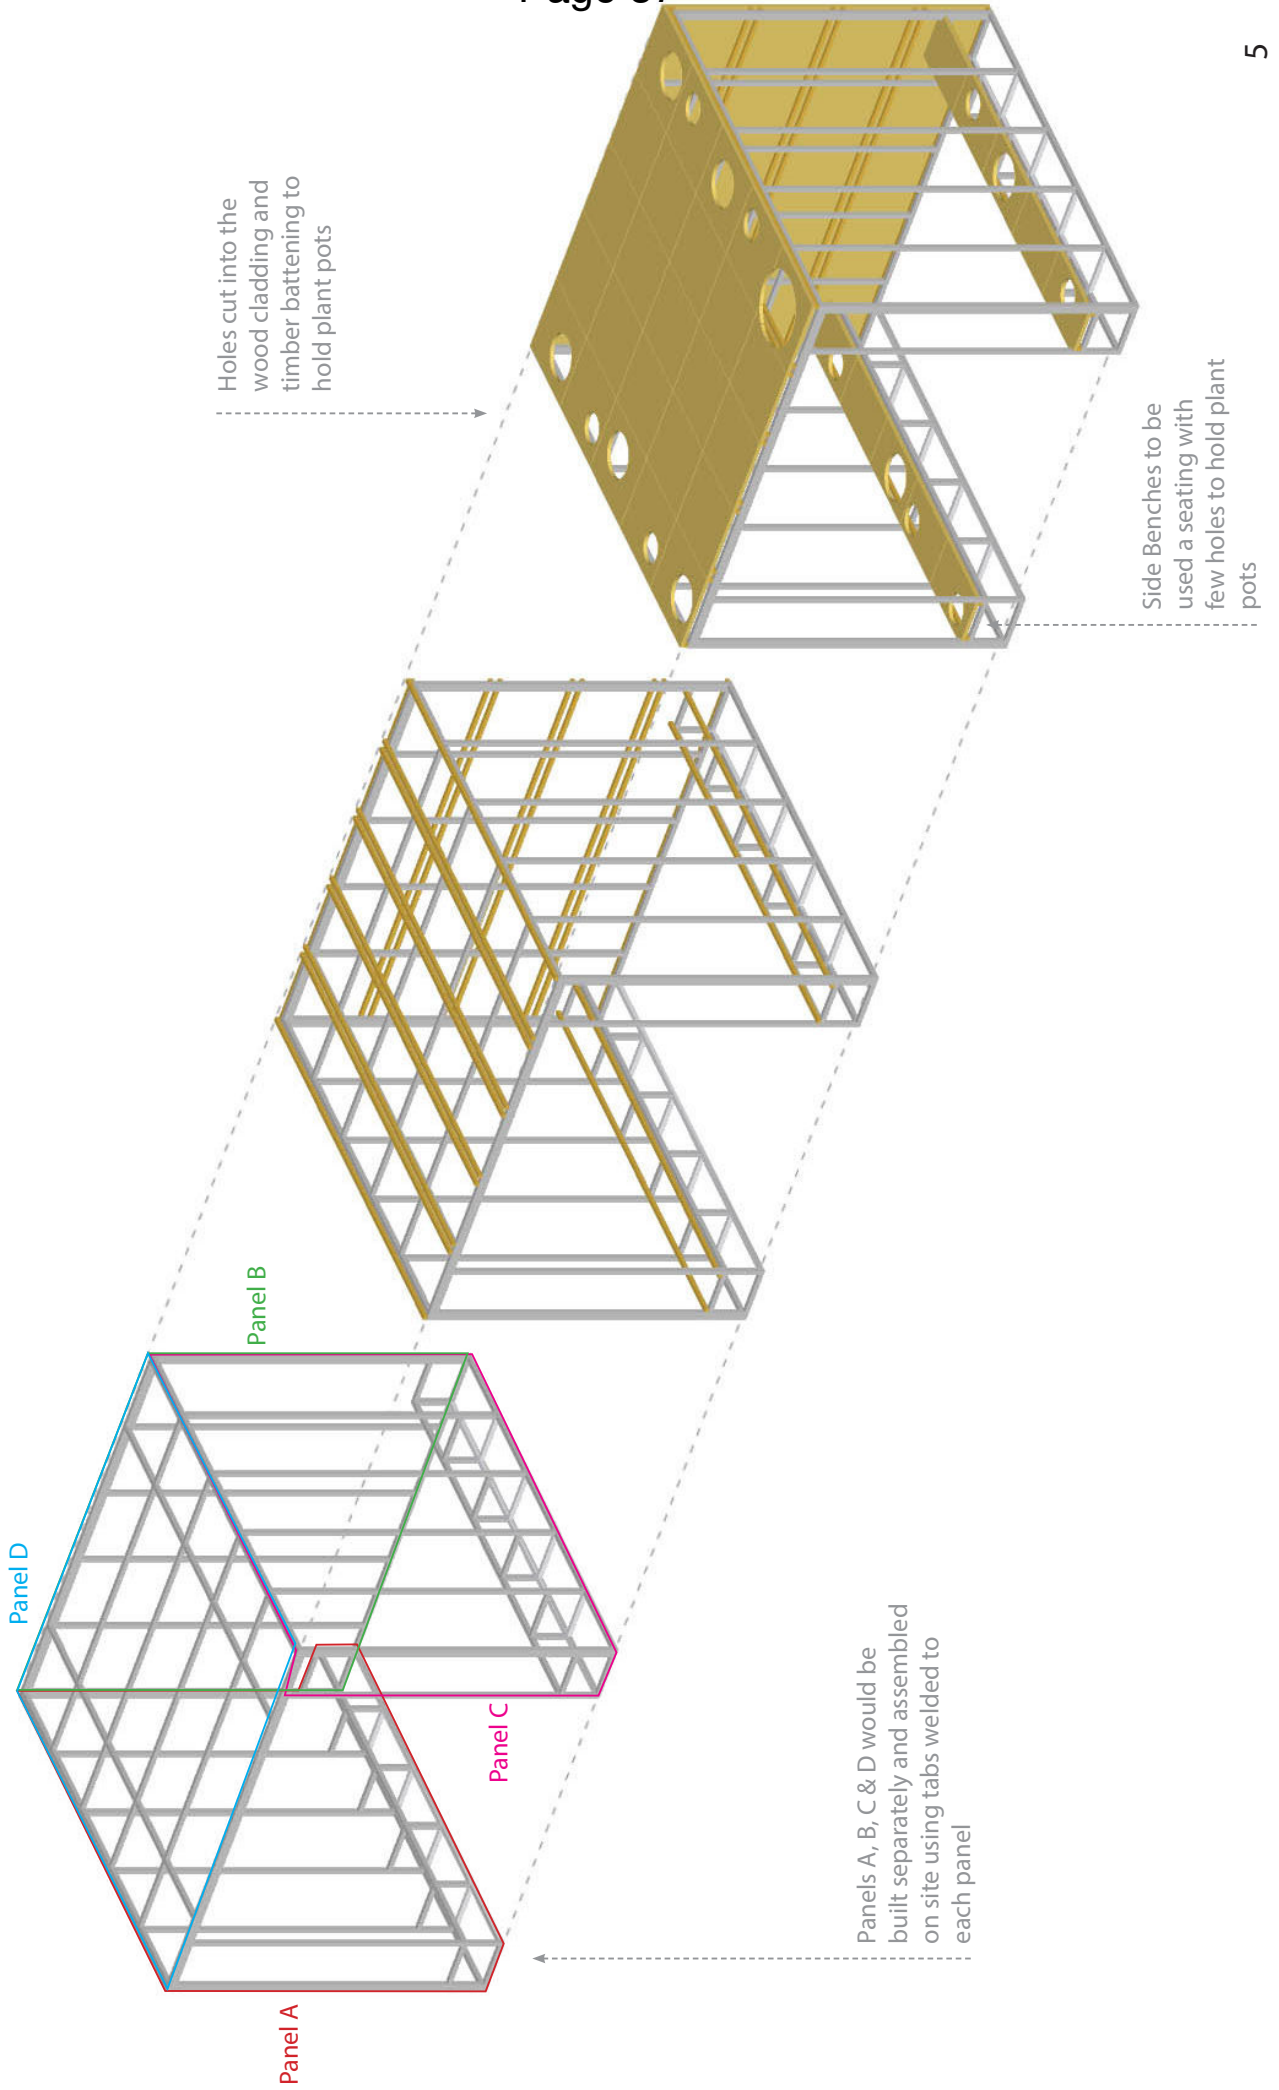 Panel D
Panel A
Panel B
Panel C
Panels A, B, C & D would be
built separately and assembled
on site using tabs welded to
each panel
Holes cut into the
wood cladding and
timber battening to
hold plant pots
Side Benches to be
used a seating with
few holes to hold plant
pots
5